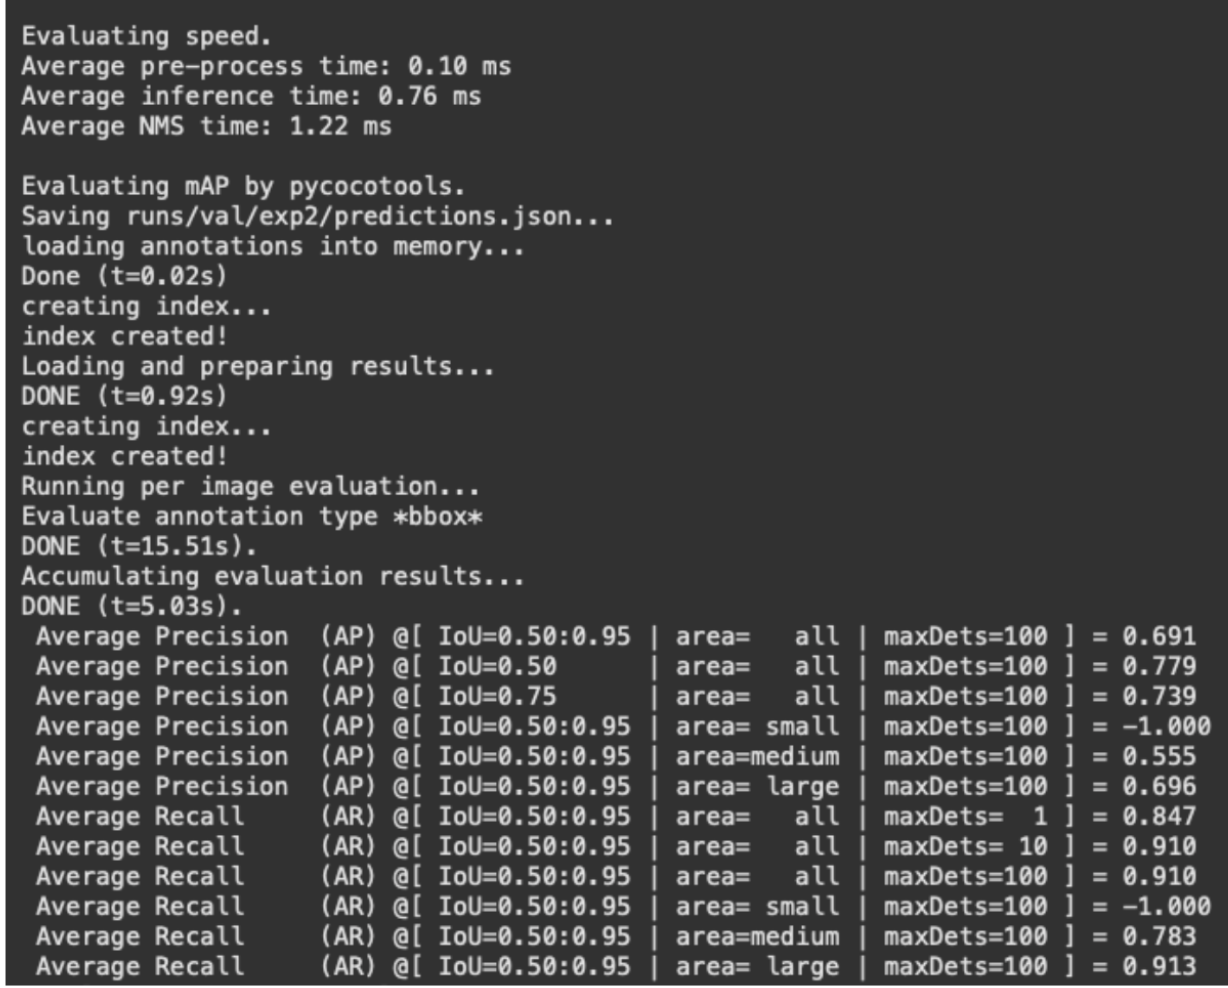 Evaluating speed.
Average pre-process time: 0.10 ms
Average inference time: 0.76 ms
Average NMS time: 1.22 ms
Evaluating mAP by pycocotools.
Saving runs/val/exp2/predictions.json...
loading annotations into memory...
Done (t=0.02s)
creating index...
index created!
Loading and preparing results...
DONE (t=0.92s)
creating index...
index created!
Running per image evaluation...
Evaluate annotation type *bbox*
DONE (t=15.51s).
Accumulating evaluation results...
DONE (t=5.03s).
 Average Precision  (AP) @[ IoU=0.50:0.95 | area=   all | maxDets=100 ] = 0.691
 Average Precision  (AP) @[ IoU=0.50      | area=   all | maxDets=100 ] = 0.779
 Average Precision  (AP) @[ IoU=0.75      | area=   all | maxDets=100 ] = 0.739
 Average Precision  (AP) @[ IoU=0.50:0.95 | area= small | maxDets=100 ] = -1.000
 Average Precision  (AP) @[ IoU=0.50:0.95 | area=medium | maxDets=100 ] = 0.555
 Average Precision  (AP) @[ IoU=0.50:0.95 | area= large | maxDets=100 ] = 0.696
 Average Recall     (AR) @[ IoU=0.50:0.95 | area=   all | maxDets=  1 ] = 0.847
 Average Recall     (AR) @[ IoU=0.50:0.95 | area=   all | maxDets= 10 ] = 0.910
 Average Recall     (AR) @[ IoU=0.50:0.95 | area=   all | maxDets=100 ] = 0.910
 Average Recall     (AR) @[ IoU=0.50:0.95 | area= small | maxDets=100 ] = -1.000
 Average Recall     (AR) @[ IoU=0.50:0.95 | area=medium | maxDets=100 ] = 0.783
 Average Recall     (AR) @[ IoU=0.50:0.95 | area= large | maxDets=100 ] = 0.913